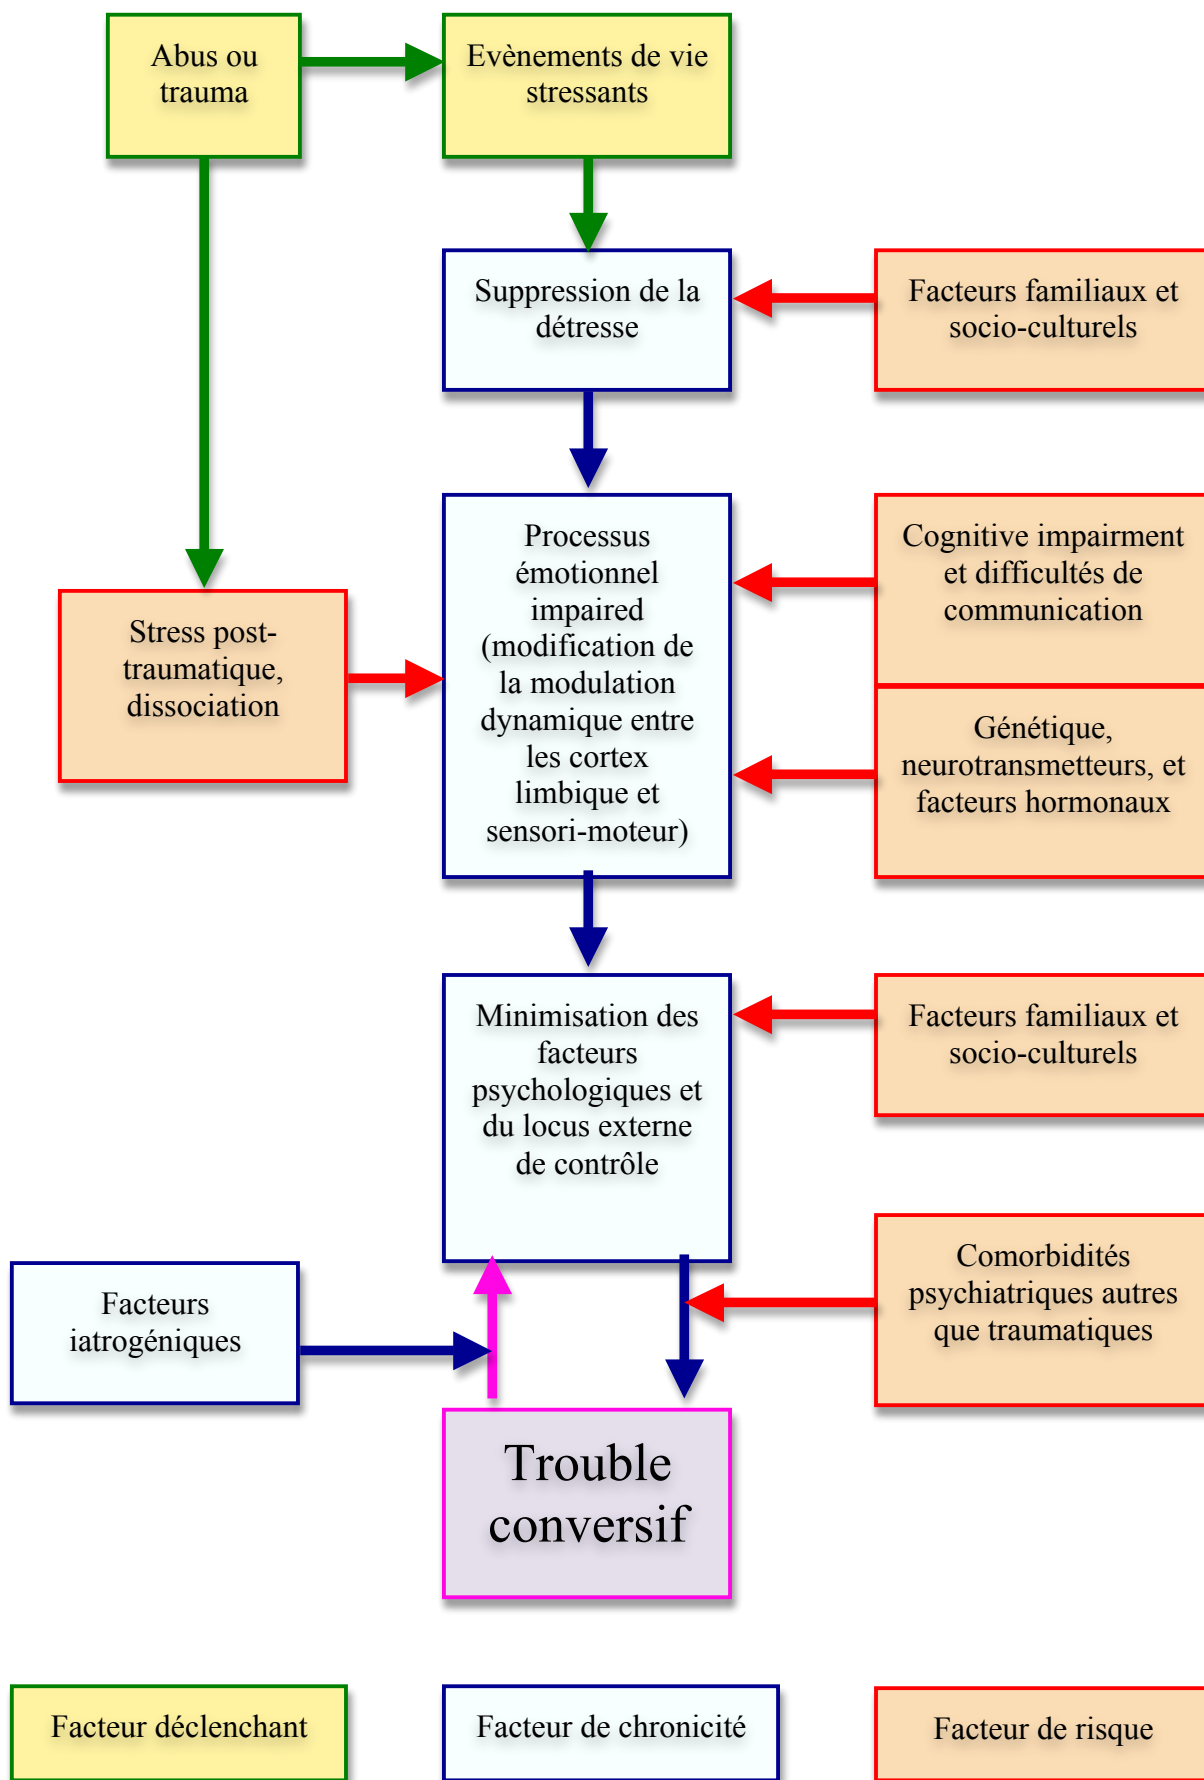 Abus ou
trauma
Evènements de vie
stressants
Suppression de la
détresse
Facteurs familiaux et
socio-culturels
Processus
émotionnel
impaired
(modification de
la modulation
dynamique entre
les cortex
limbique et
sensori-moteur)
Cognitive impairment
et difficultés de
communication
Stress post-
traumatique,
dissociation
Génétique,
neurotransmetteurs, et
facteurs hormonaux
Minimisation des
facteurs
psychologiques et
du locus externe
de contrôle
Facteurs familiaux et
socio-culturels
Facteurs
iatrogéniques
Comorbidités
psychiatriques autres
que traumatiques
Trouble
conversif
Facteur déclenchant
Facteur de chronicité
Facteur de risque